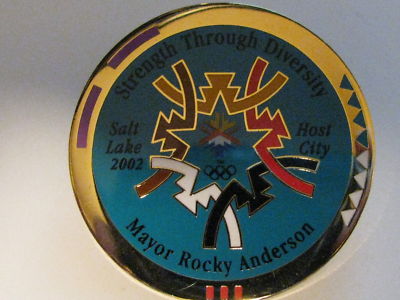 Strength Through Diversity
Salt
Lake
2002
Host
City
Mayor Rocky Anderson